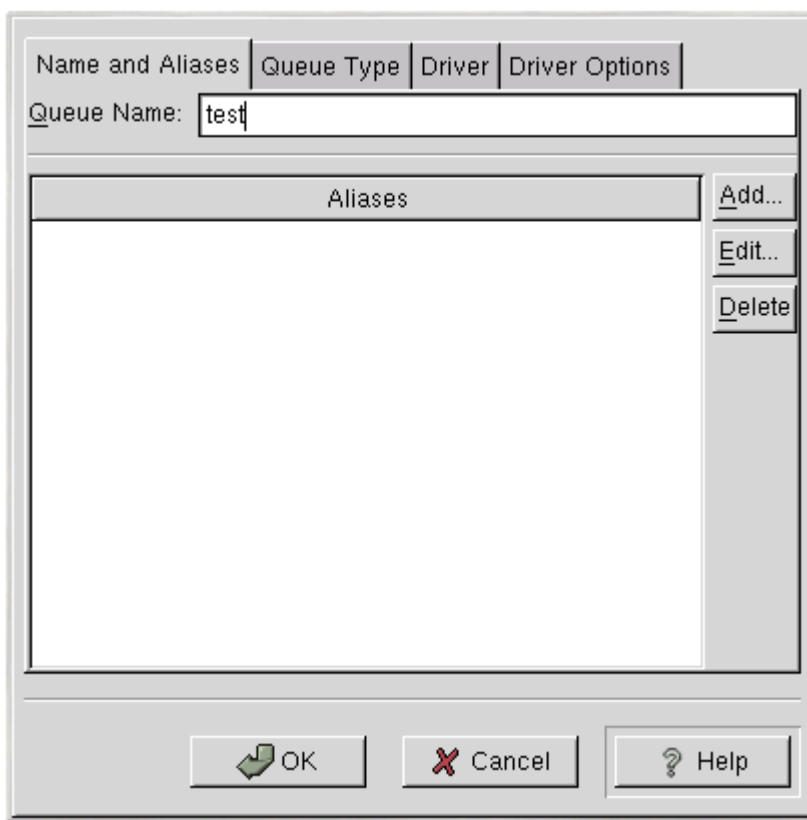 Name and Aliases Queue Type Driver Driver Options
Queue Name: test
Aliases
Add...
Edit...
Delete
OK Cancel Help